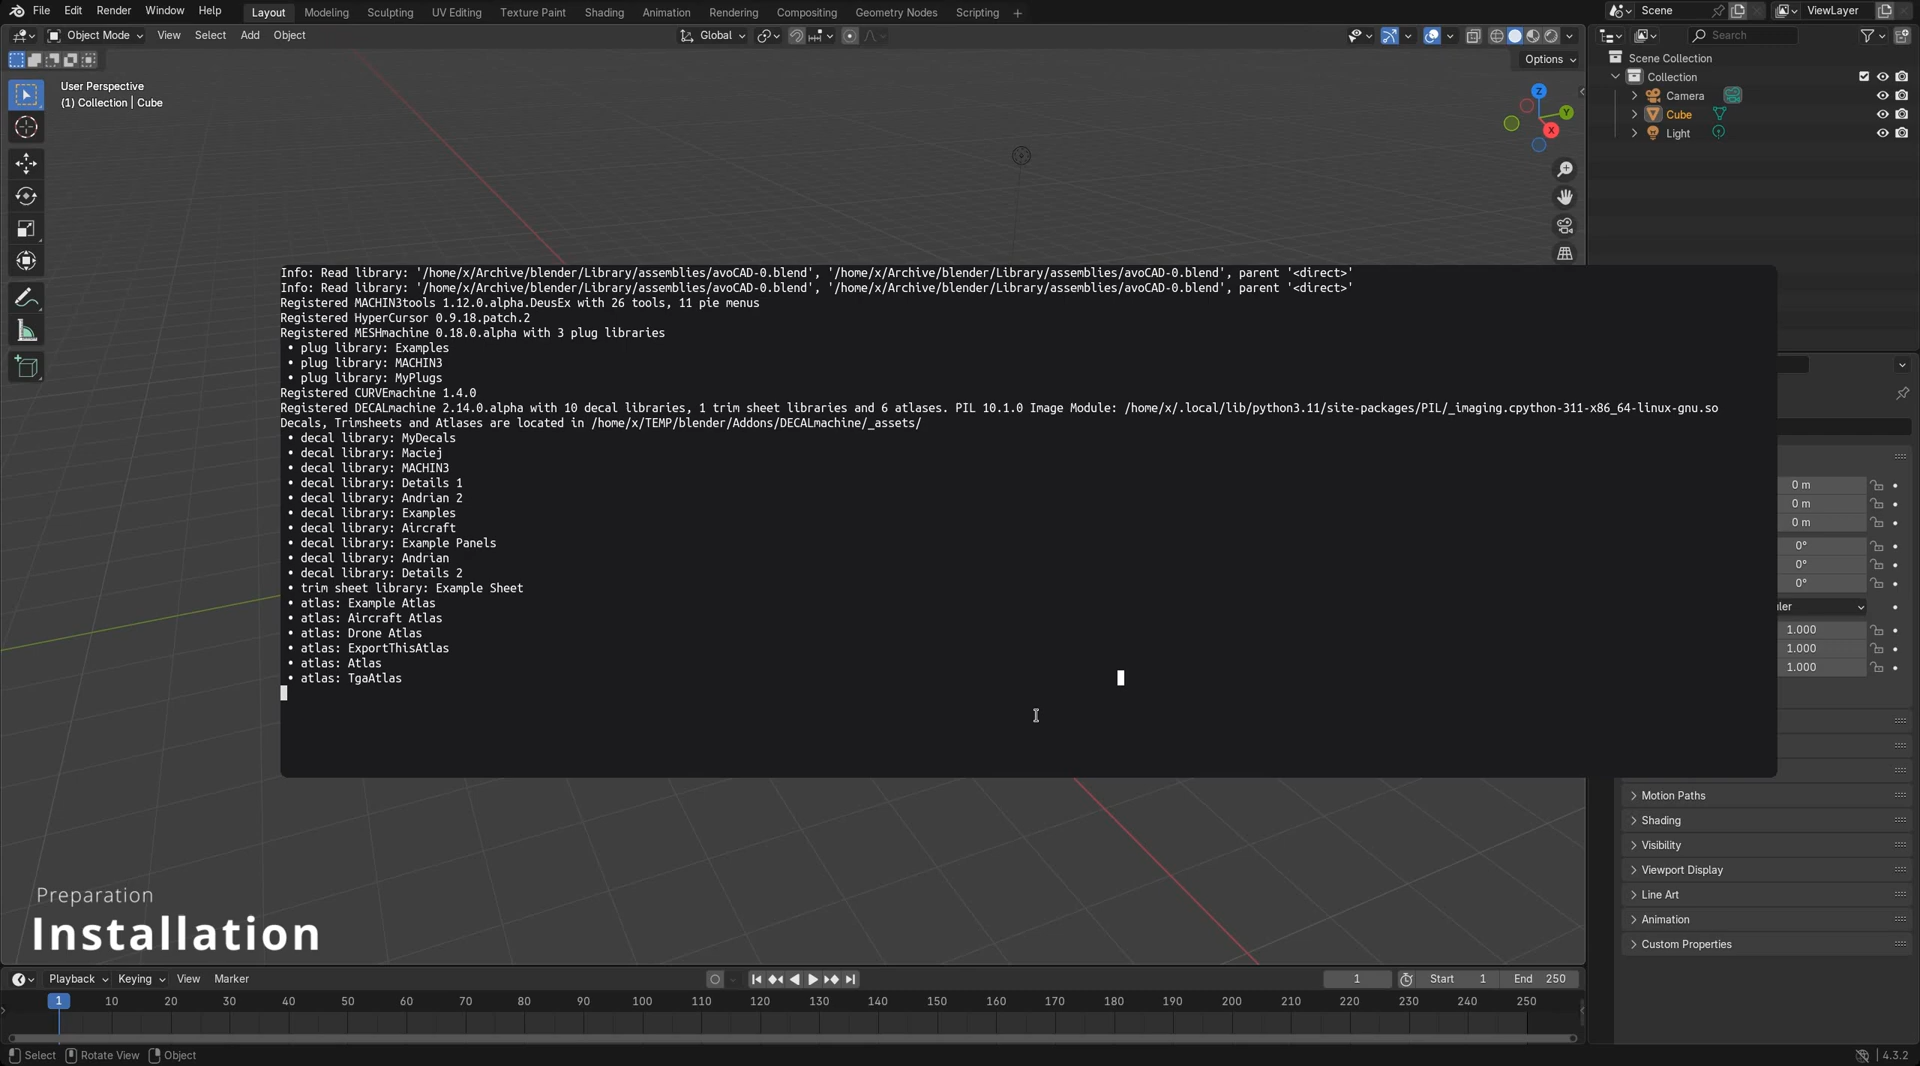 File Edit Render Window Help Layout Modeling Sculpting UV Editing Texture Paint Shading Animation Rendering Compositing Geometry Nodes Scripting + Scene ViewLayer
Object Mode View Select Add Object Global Search
Options
User Perspective
(1) Collection | Cube
Z
Y
X
Scene Collection
Collection
Camera
Cube
Light
Info: Read library: '/home/x/Archive/blender/Library/assemblies/avoCAD-0.blend', '/home/x/Archive/blender/Library/assemblies/avoCAD-0.blend', parent '<direct>'
Info: Read library: '/home/x/Archive/blender/Library/assemblies/avoCAD-0.blend', '/home/x/Archive/blender/Library/assemblies/avoCAD-0.blend', parent '<direct>'
Registered MACHIN3tools 1.12.0.alpha.DeusEx with 26 tools, 11 pie menus
Registered HyperCursor 0.9.18.patch.2
Registered MESHmachine 0.18.0.alpha with 3 plug libraries
• plug library: Examples
• plug library: MACHIN3
• plug library: MyPlugs
Registered CURVEmachine 1.4.0
Registered DECALmachine 2.14.0.alpha with 10 decal libraries, 1 trim sheet libraries and 6 atlases. PIL 10.1.0 Image Module: /home/x/.local/lib/python3.11/site-packages/PIL/_imaging.cpython-311-x86_64-linux-gnu.so
Decals, Trimsheets and Atlases are located in /home/x/TEMP/blender/Addons/DECALmachine/_assets/
• decal library: MyDecals
• decal library: Maciej
• decal library: MACHIN3
• decal library: Details 1
• decal library: Andrian 2
• decal library: Examples
• decal library: Aircraft
• decal library: Example Panels
• decal library: Andrian
• decal library: Details 2
• trim sheet library: Example Sheet
• atlas: Example Atlas
• atlas: Aircraft Atlas
• atlas: Drone Atlas
• atlas: ExportThisAtlas
• atlas: Atlas
• atlas: TgaAtlas
0 m
0 m
0 m
0°
0°
0°
uler
1.000
1.000
1.000
Motion Paths
Shading
Visibility
Viewport Display
Line Art
Animation
Custom Properties
Preparation
Installation
Playback Keying View Marker 1 Start 1 End 250
1 10 20 30 40 50 60 70 80 90 100 110 120 130 140 150 160 170 180 190 200 210 220 230 240 250
Select Rotate View Object 4.3.2